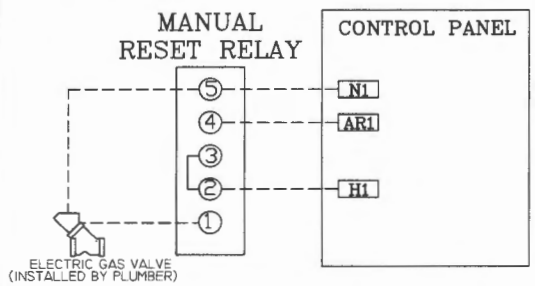 MANUAL
RESET RELAY
CONTROL PANEL
5
N1
4
AR1
3
2
H1
1
ELECTRIC GAS VALVE
(INSTALLED BY PLUMBER)